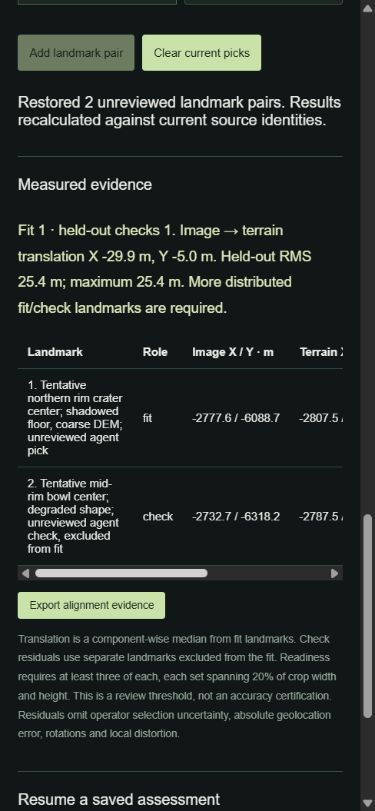 Add landmark pair
Clear current picks
Restored 2 unreviewed landmark pairs. Results
recalculated against current source identities.
Measured evidence
Fit 1 · held-out checks 1. Image → terrain
translation X -29.9 m, Y -5.0 m. Held-out RMS
25.4 m; maximum 25.4 m. More distributed
fit/check landmarks are required.
Landmark Role Image X / Y · m Terrain
1. Tentative
northern rim crater
center; shadowed
floor, coarse DEM;
unreviewed agent
pick
fit
-2777.6 / -6088.7
-2807.5 /
2. Tentative mid-
rim bowl center;
degraded shape;
unreviewed agent
check, excluded
from fit
check
-2732.7 / -6318.2
-2787.5 /
Export alignment evidence
Translation is a component-wise median from fit landmarks. Check
residuals use separate landmarks excluded from the fit. Readiness
requires at least three of each, each set spanning 20% of crop width
and height. This is a review threshold, not an accuracy certification.
Residuals omit operator selection uncertainty, absolute geolocation
error, rotations and local distortion.
Resume a saved assessment